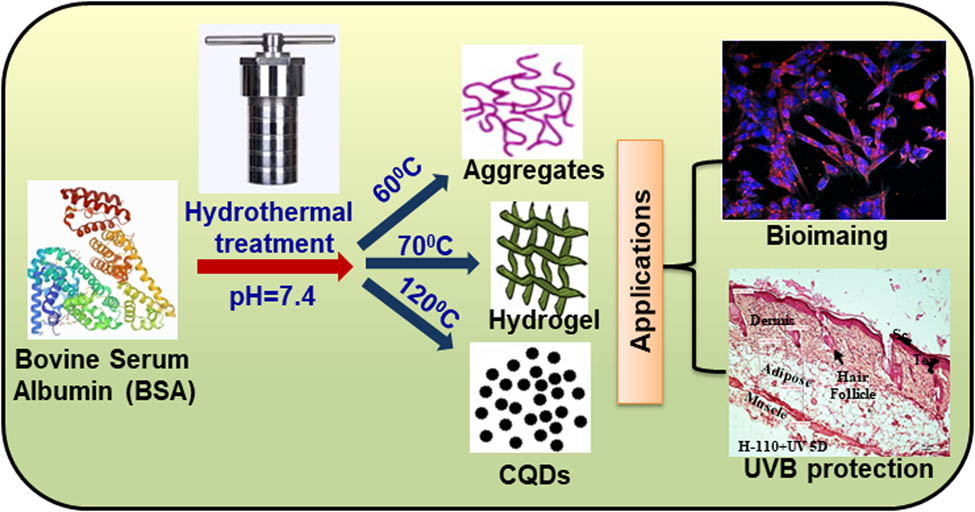 Hydrothermal
treatment
pH=7.4
Bovine Serum
Albumin (BSA)
60⁰C
70⁰C
120⁰C
Aggregates
Hydrogel
CQDs
Applications
Bioimaing
Dermis
Hair
Follicle
Adipose
Muscle
H-110+UV 5D
UVB protection